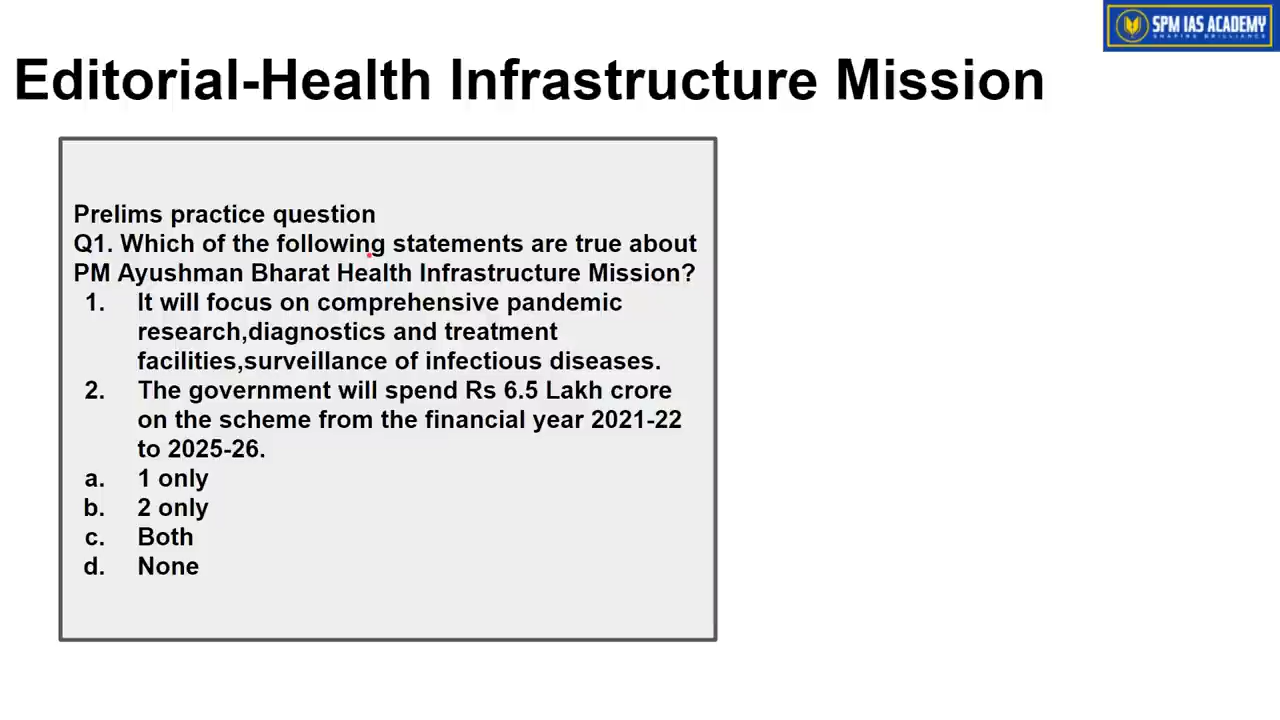 SPM IAS ACADEMY
SHAPING BRILLIANCE
Editorial-Health Infrastructure Mission
Prelims practice question
Q1. Which of the following statements are true about
PM Ayushman Bharat Health Infrastructure Mission?
1. It will focus on comprehensive pandemic
research,diagnostics and treatment
facilities,surveillance of infectious diseases.
2. The government will spend Rs 6.5 Lakh crore
on the scheme from the financial year 2021-22
to 2025-26.
a. 1 only
b. 2 only
c. Both
d. None